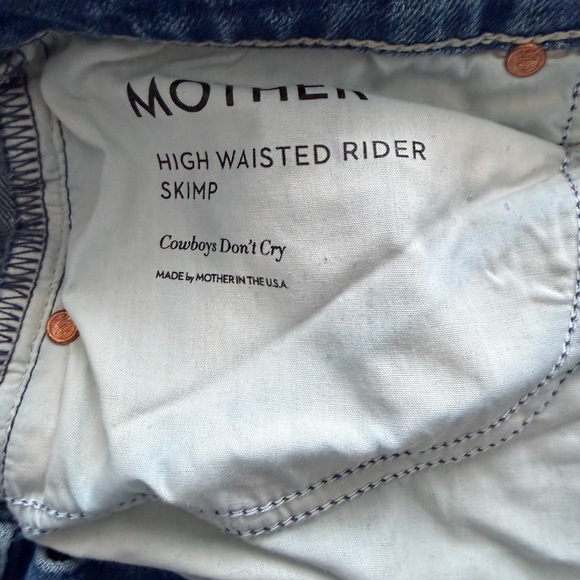 MOTHER
HIGH WAISTED RIDER
SKIMP
Cowboys Don't Cry
MADE by MOTHER IN THE U.S.A.